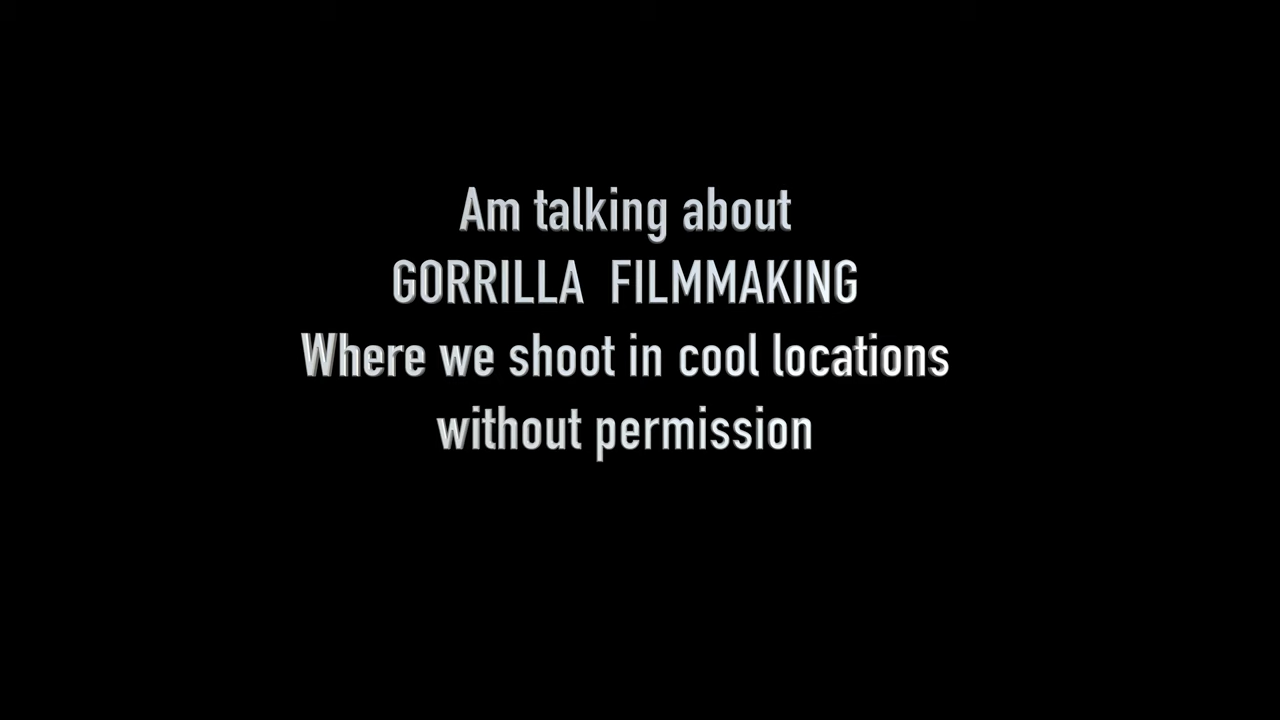 Am talking about
GORRILLA FILMMAKING
Where we shoot in cool locations
without permission